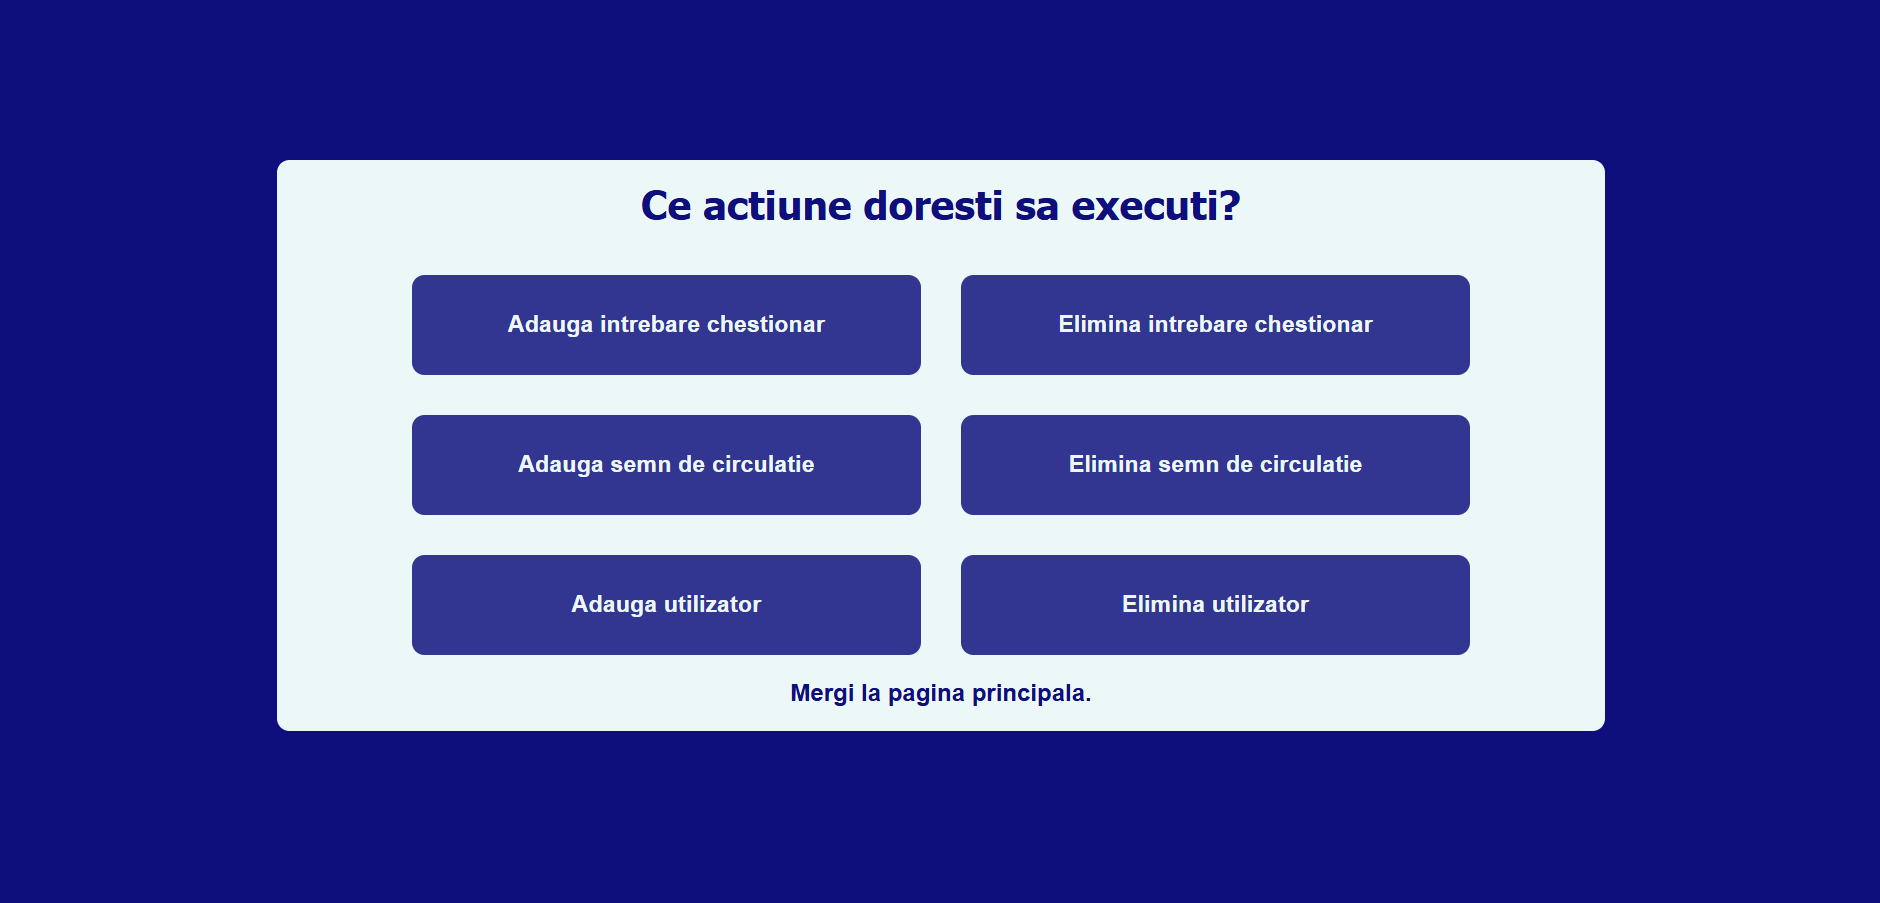 Ce actiune doresti sa executi?
Adauga intrebare chestionar
Elimina intrebare chestionar
Adauga semn de circulatie
Elimina semn de circulatie
Adauga utilizator
Elimina utilizator
Mergi la pagina principala.